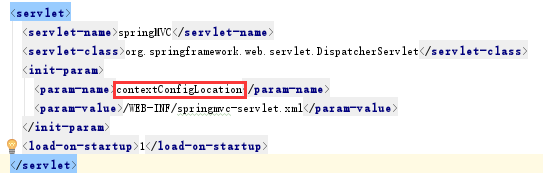 <servlet>
<servlet-name>springMVC</servlet-name>
<servlet-class>org.springframework.web.servlet.DispatcherServlet</servlet-class>
<init-param>
<param-name>contextConfigLocation</param-name>
<param-value>/WEB-INF/springmvc-servlet.xml</param-value>
</init-param>
<load-on-startup>1</load-on-startup>
</servlet>